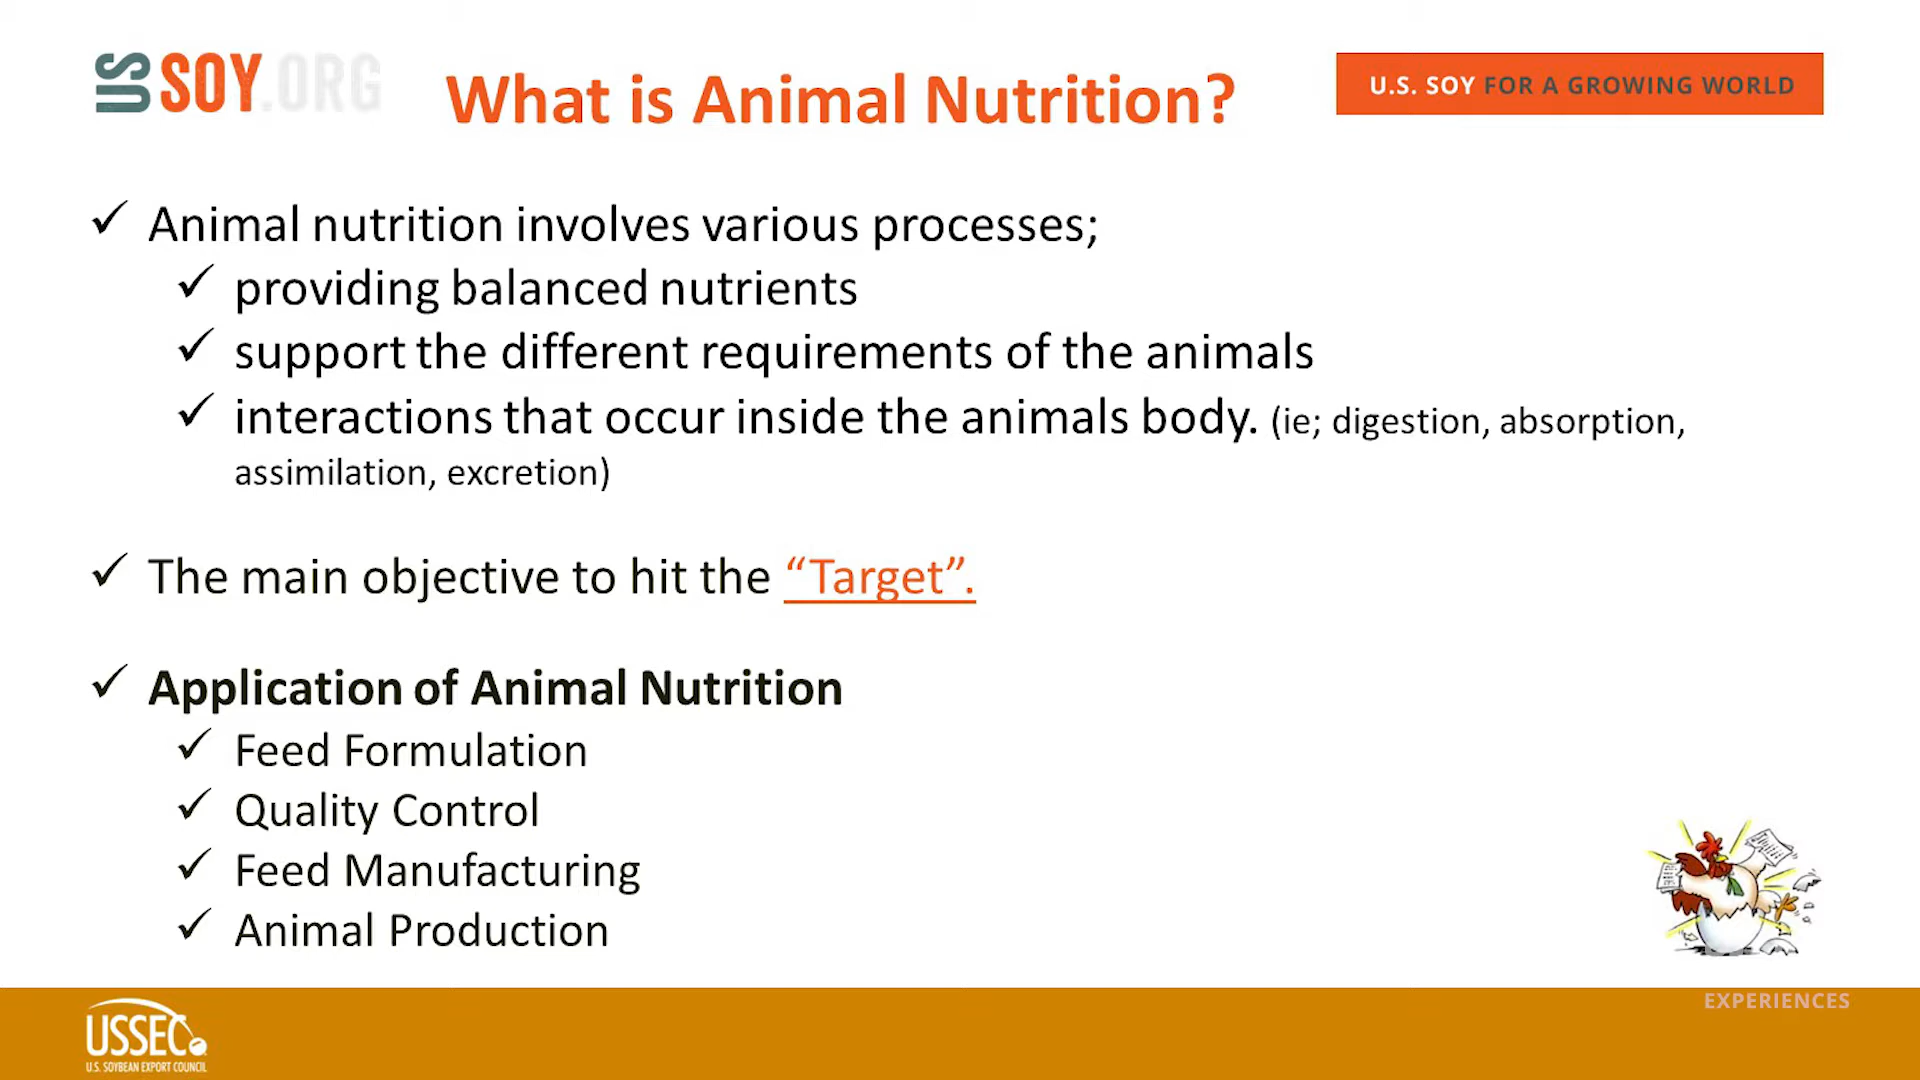 US SOY.ORG
What is Animal Nutrition?
U.S. SOY FOR A GROWING WORLD
✓ Animal nutrition involves various processes;
✓ providing balanced nutrients
✓ support the different requirements of the animals
✓ interactions that occur inside the animals body. (ie; digestion, absorption,
assimilation, excretion)
✓ The main objective to hit the “Target”.
✓ Application of Animal Nutrition
✓ Feed Formulation
✓ Quality Control
✓ Feed Manufacturing
✓ Animal Production
EXPERIENCES
USSEC
U.S. SOYBEAN EXPORT COUNCIL